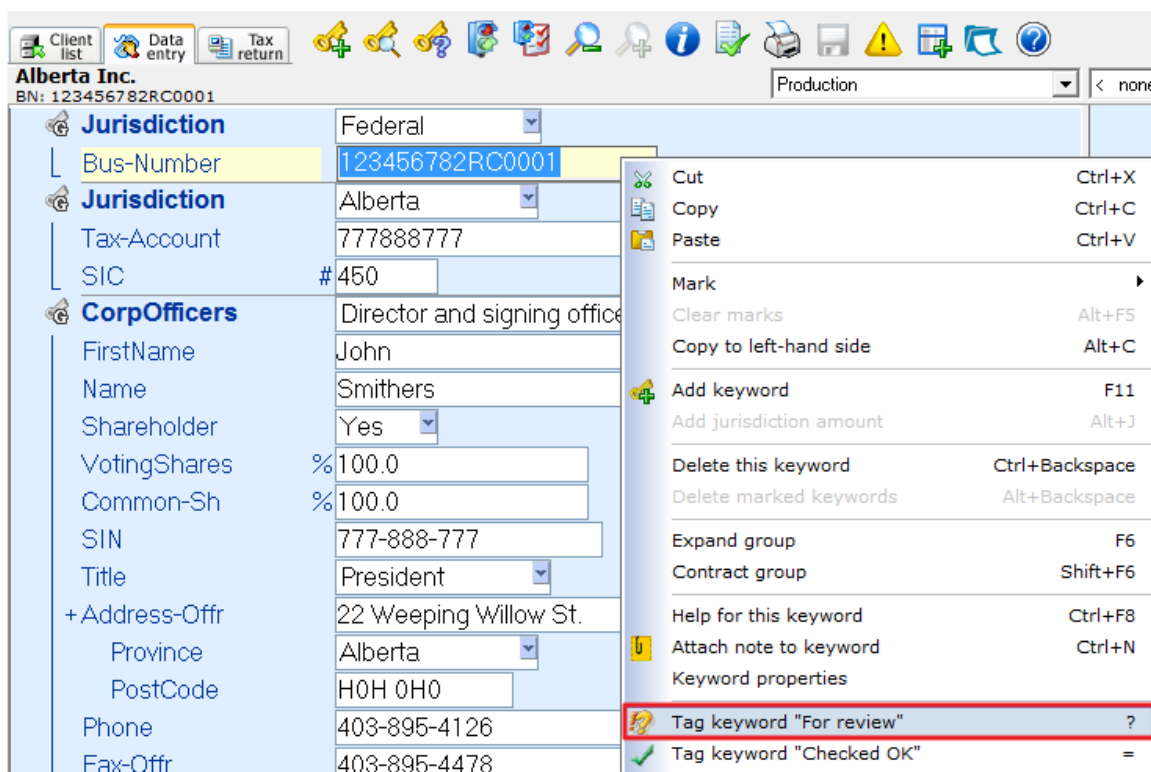 Client list
Data entry
Tax return
Alberta Inc.
BN: 123456782RC0001
Production
< none
Jurisdiction Federal
Bus-Number 123456782RC0001
Jurisdiction Alberta
Tax-Account 777888777
SIC # 450
CorpOfficers Director and signing office
FirstName John
Name Smithers
Shareholder Yes
VotingShares % 100.0
Common-Sh % 100.0
SIN 777-888-777
Title President
+Address-Offr 22 Weeping Willow St.
Province Alberta
PostCode H0H 0H0
Phone 403-895-4126
Fax-Offr 403-895-4478
Cut Ctrl+X
Copy Ctrl+C
Paste Ctrl+V
Mark
Clear marks Alt+F5
Copy to left-hand side Alt+C
Add keyword F11
Add jurisdiction amount Alt+J
Delete this keyword Ctrl+Backspace
Delete marked keywords Alt+Backspace
Expand group F6
Contract group Shift+F6
Help for this keyword Ctrl+F8
Attach note to keyword Ctrl+N
Keyword properties
Tag keyword "For review" ?
Tag keyword "Checked OK" =